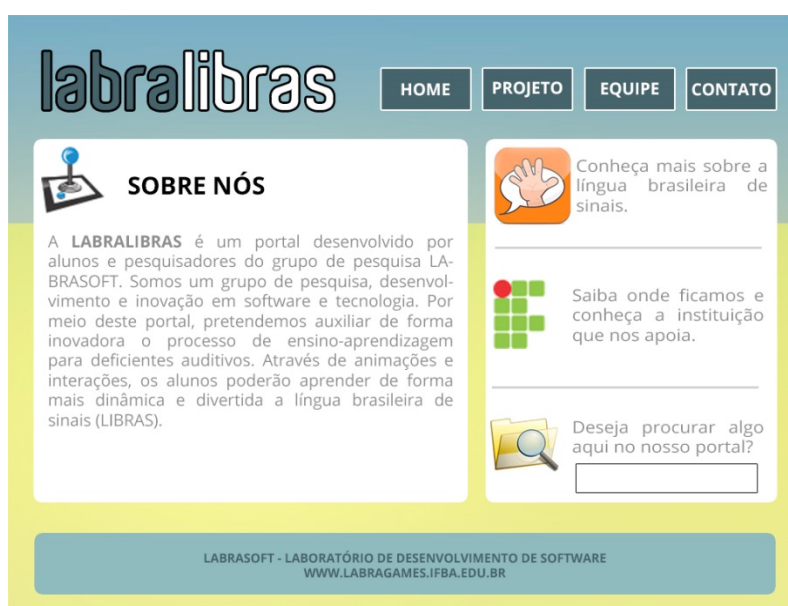 labralibras
HOME
PROJETO
EQUIPE
CONTATO
SOBRE NÓS
A LABRALIBRAS é um portal desenvolvido por
alunos e pesquisadores do grupo de pesquisa LA-
BRASOFT. Somos um grupo de pesquisa, desenvol-
vimento e inovação em software e tecnologia. Por
meio deste portal, pretendemos auxiliar de forma
inovadora o processo de ensino-aprendizagem
para deficientes auditivos. Através de animações e
interações, os alunos poderão aprender de forma
mais dinâmica e divertida a língua brasileira de
sinais (LIBRAS).
Conheça mais sobre a
língua brasileira de
sinais.
Saiba onde ficamos e
conheça a instituição
que nos apoia.
Deseja procurar algo
aqui no nosso portal?
LABRASOFT - LABORATÓRIO DE DESENVOLVIMENTO DE SOFTWARE
WWW.LABRAGAMES.IFBA.EDU.BR